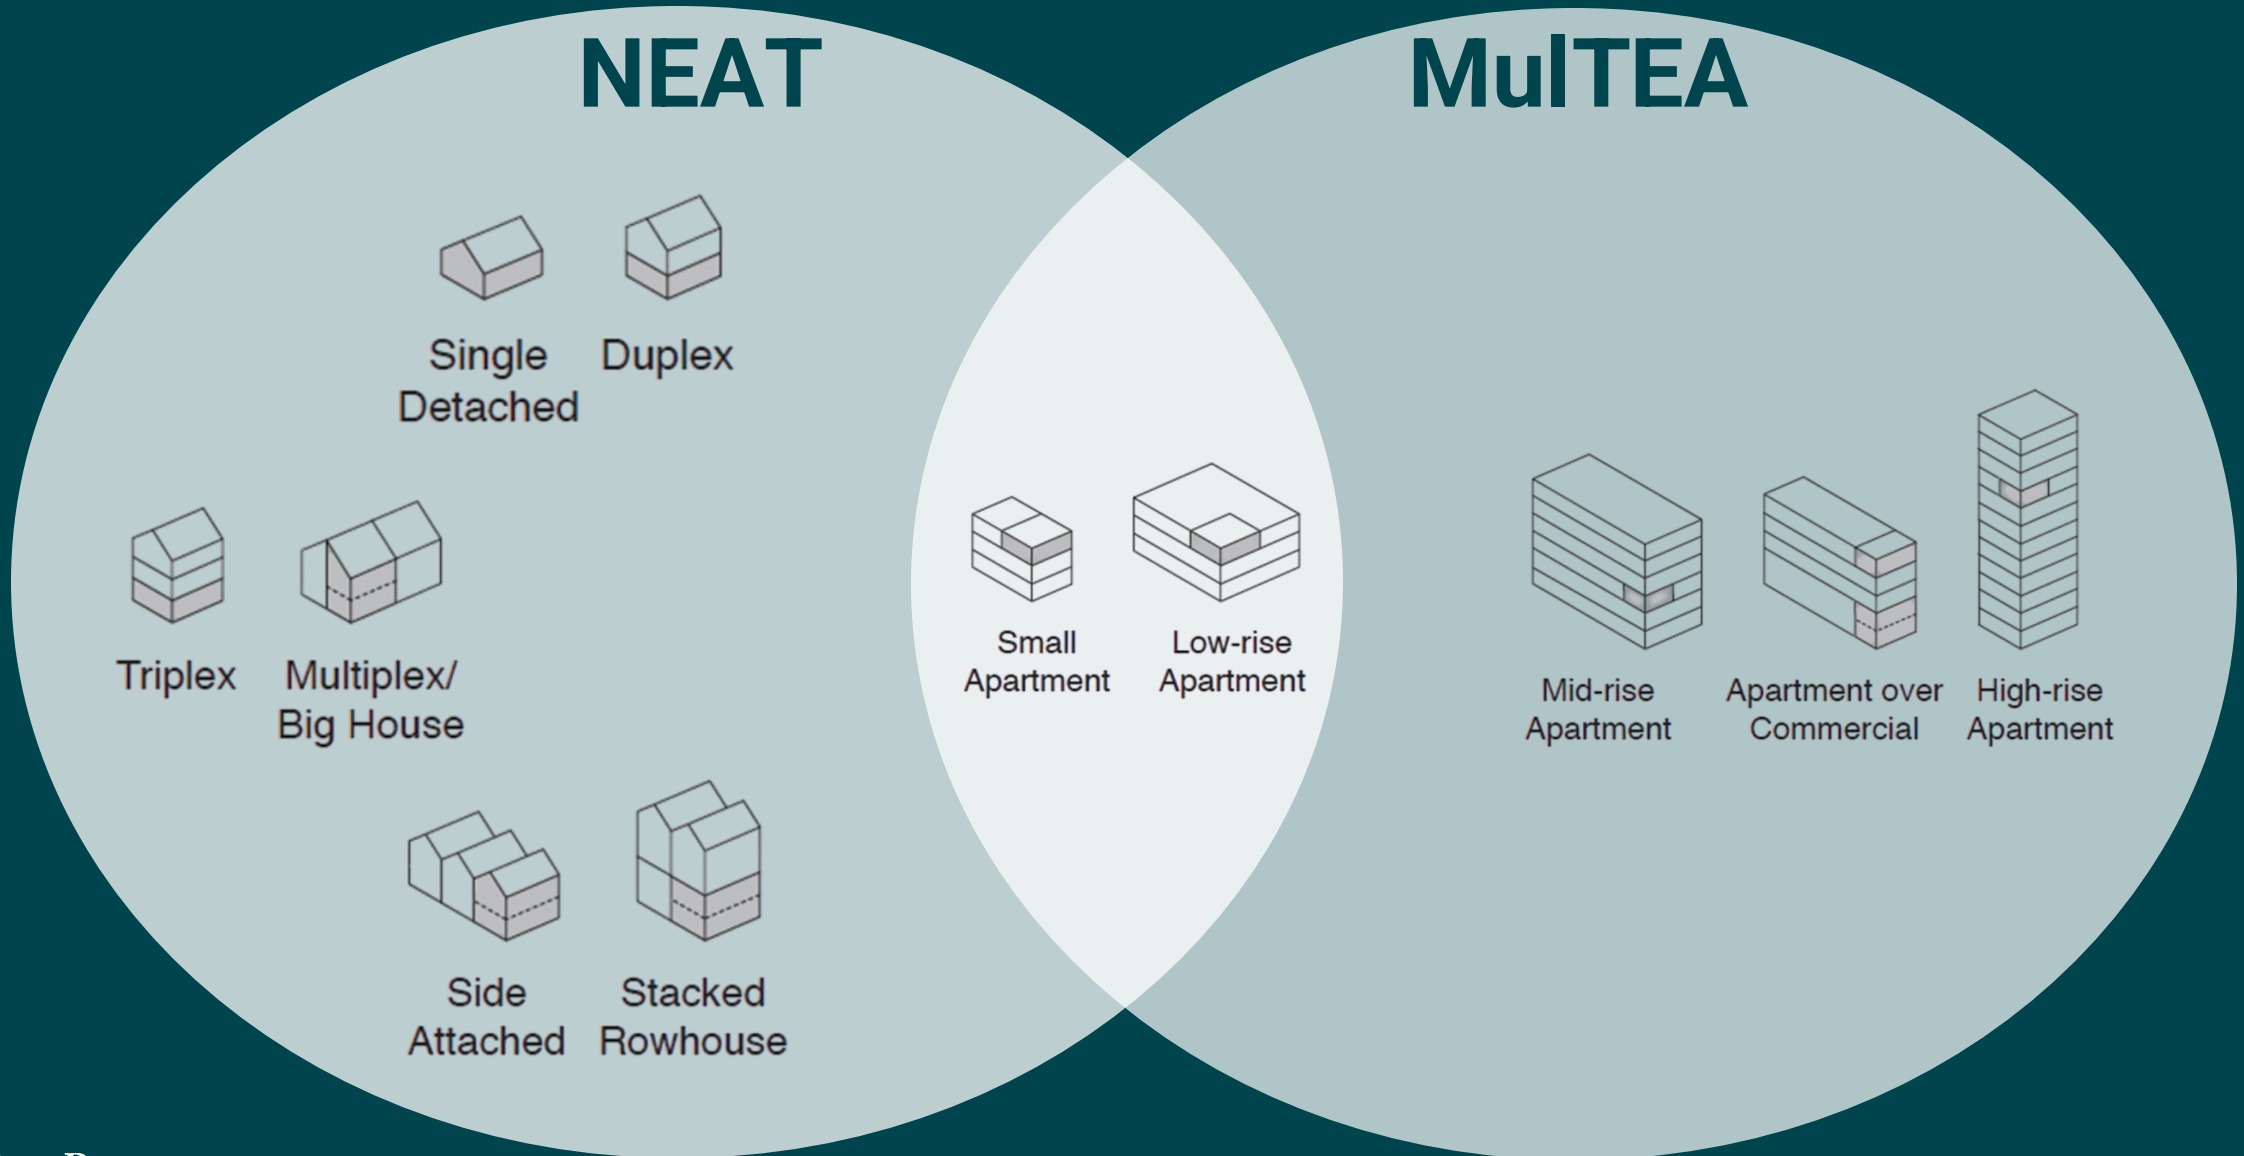 NEAT
MulTEA
Single
Detached
Duplex
Triplex
Multiplex/
Big House
Side
Attached
Stacked
Rowhouse
Small
Apartment
Low-rise
Apartment
Mid-rise
Apartment
Apartment over
Commercial
High-rise
Apartment